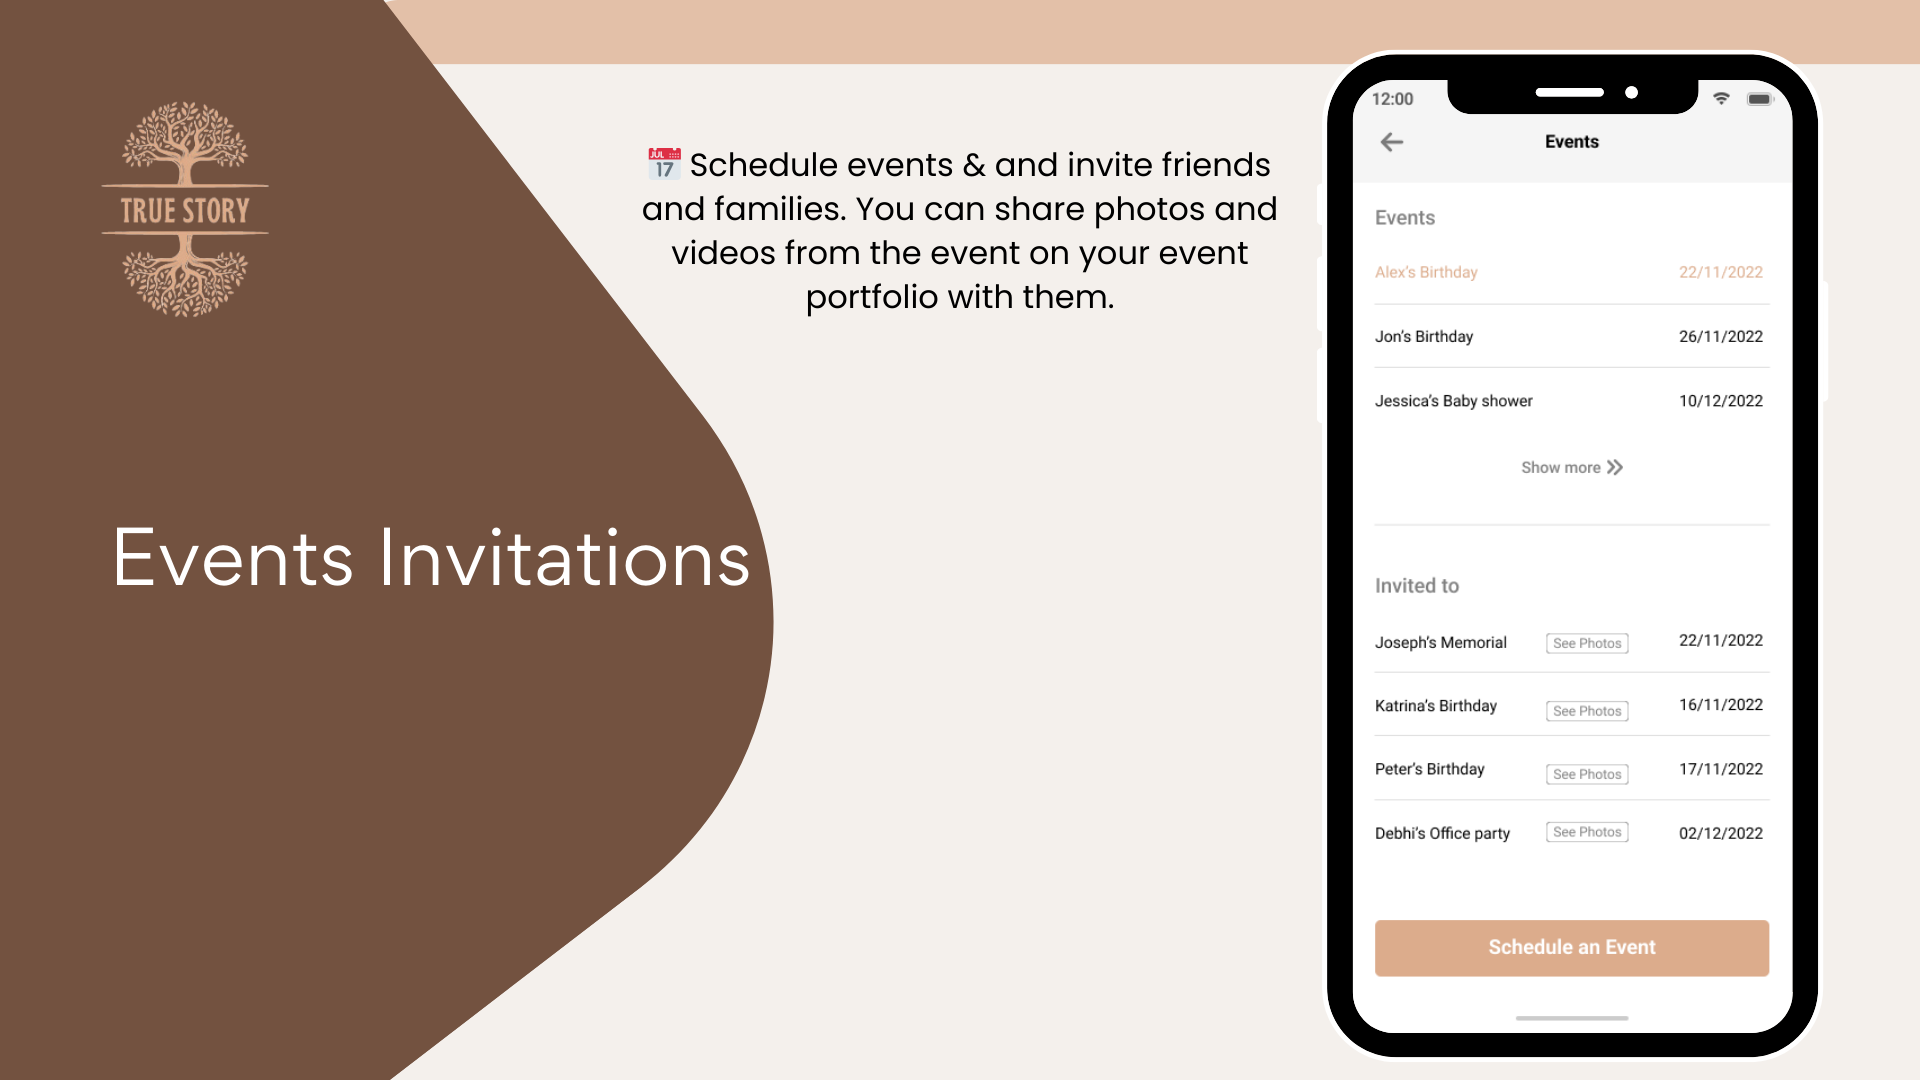 TRUE STORY
Events Invitations
📅 Schedule events & and invite friends
and families. You can share photos and
videos from the event on your event
portfolio with them.
12:00
Events
Events
Alex's Birthday 22/11/2022
Jon's Birthday 26/11/2022
Jessica's Baby shower 10/12/2022
Show more
Invited to
Joseph's Memorial See Photos 22/11/2022
Katrina's Birthday See Photos 16/11/2022
Peter's Birthday See Photos 17/11/2022
Debhi's Office party See Photos 02/12/2022
Schedule an Event